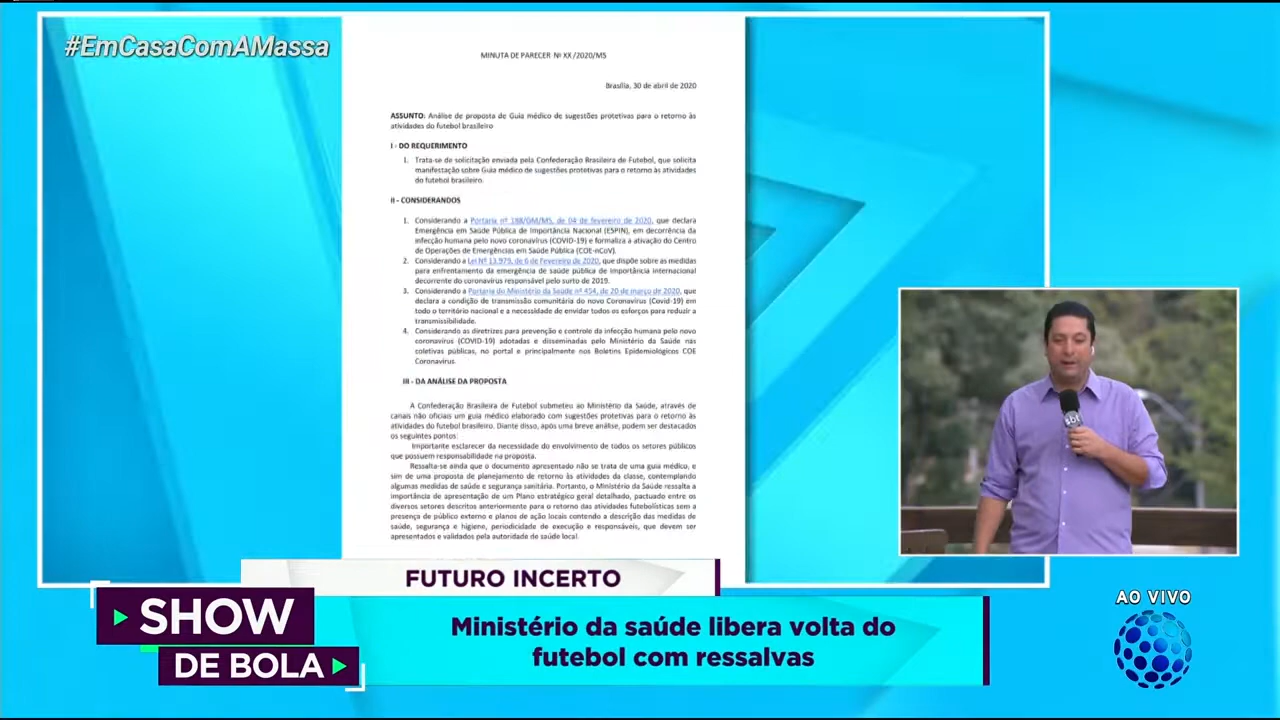 #EmCasaComAMassa
MINUTA DE PARECER Nº XX /2020/MS
Brasília, 30 de abril de 2020
ASSUNTO: Análise de proposta de Guia médico de sugestões protetivas para o retorno às
atividades do futebol brasileiro
I - DO REQUERIMENTO
1. Trata-se de solicitação enviada pela Confederação Brasileira de Futebol, que solicita
manifestação sobre Guia médico de sugestões protetivas para o retorno às atividades
do futebol brasileiro.
II - CONSIDERANDOS
1. Considerando a Portaria nº 188/GM/MS, de 04 de fevereiro de 2020, que declara
Emergência em Saúde Pública de Importância Nacional (ESPIN), em decorrência da
infecção humana pelo novo coronavírus (COVID-19) e formaliza a ativação do Centro
de Operações de Emergências em Saúde Pública (COE-nCoV).
2. Considerando a Lei Nº 13.979, de 6 de Fevereiro de 2020, que dispõe sobre as medidas
para enfrentamento da emergência de saúde pública de importância internacional
decorrente do coronavírus responsável pelo surto de 2019.
3. Considerando a Portaria do Ministério da Saúde nº 454, de 20 de março de 2020, que
declara a condição de transmissão comunitária do novo Coronavírus (Covid-19) em
todo o território nacional e a necessidade de envidar todos os esforços para reduzir a
transmissibilidade.
4. Considerando as diretrizes para prevenção e controle da infecção humana pelo novo
coronavírus (COVID-19) adotadas e disseminadas pelo Ministério da Saúde nas
coletivas públicas, no portal e principalmente nos Boletins Epidemiológicos COE
Coronavírus.
III - DA ANÁLISE DA PROPOSTA
A Confederação Brasileira de Futebol submeteu ao Ministério da Saúde, através de
canais não oficiais um guia médico elaborado com sugestões protetivas para o retorno às
atividades do futebol brasileiro. Diante disso, após uma breve análise, podem ser destacados
os seguintes pontos:
Importante esclarecer da necessidade do envolvimento de todos os setores públicos
que possuem responsabilidade na proposta.
Ressalta-se ainda que o documento apresentado não se trata de uma guia médico, e
sim de uma proposta de planejamento de retorno às atividades da classe, contemplando
algumas medidas de saúde e segurança sanitária. Portanto, o Ministério da Saúde ressalta a
importância de apresentação de um Plano estratégico geral detalhado, pactuado entre os
diversos setores descritos anteriormente para o retorno das atividades futebolísticas sem a
presença de público externo e planos de ação locais contendo a descrição das medidas de
saúde, segurança e higiene, periodicidade de execução e responsáveis, que devem ser
apresentados e validados pela autoridade de saúde local.
sbt
FUTURO INCERTO
SHOW
DE BOLA
Ministério da saúde libera volta do
futebol com ressalvas
AO VIVO